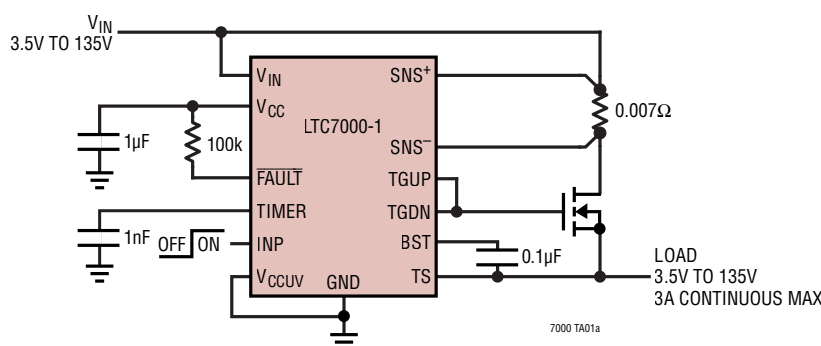 VIN
3.5V TO 135V
VIN
SNS+
VCC
LTC7000-1
0.007Ω
1µF
100k
SNS–
FAULT
TGUP
TIMER
TGDN
1nF
OFF
ON
INP
BST
0.1µF
VCCUV
GND
TS
LOAD
3.5V TO 135V
3A CONTINUOUS MAX
7000 TA01a